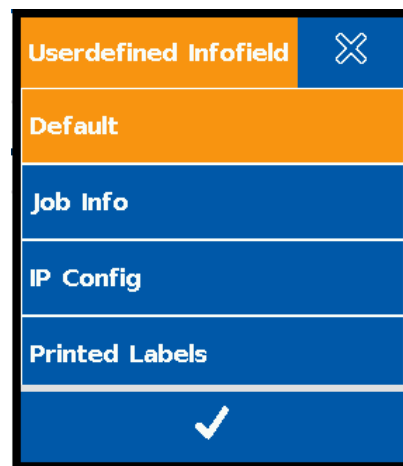 Userdefined Infofield
Default
Job Info
IP Config
Printed Labels